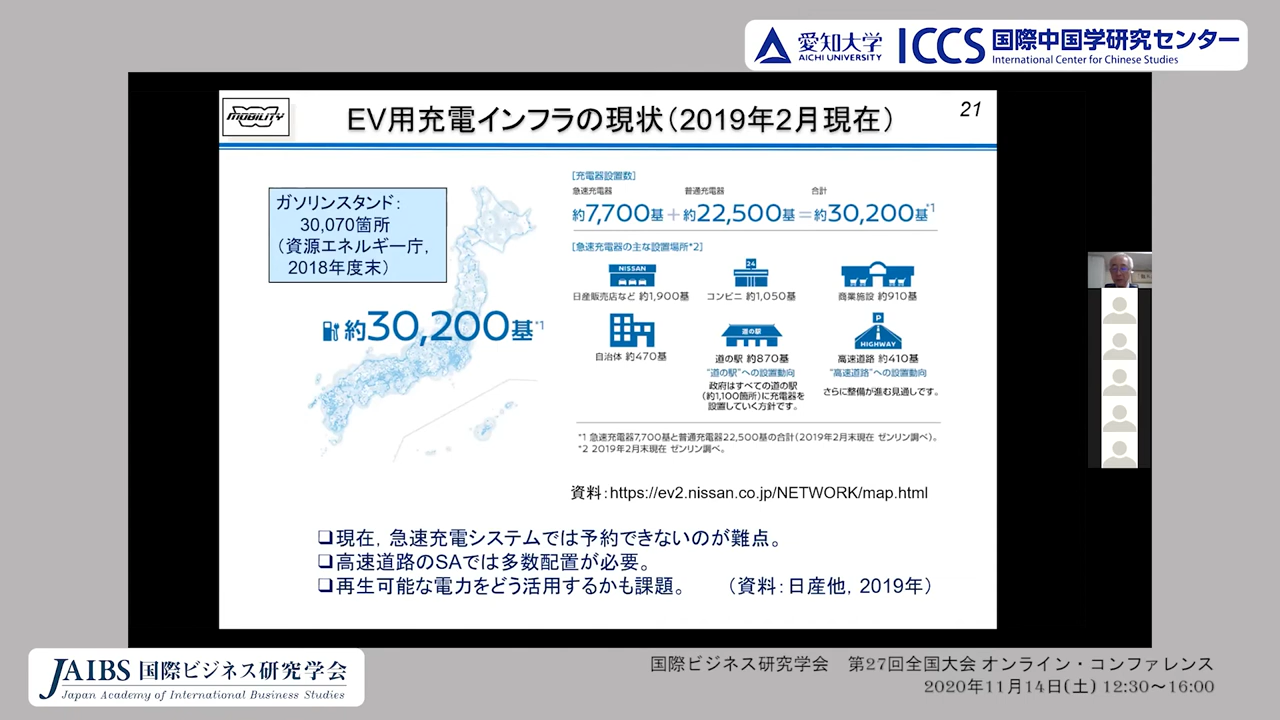 愛知大学
AICHI UNIVERSITY
ICCS 国際中国学研究センター
International Center for Chinese Studies
MOBILITY
EV用充電インフラの現状（2019年2月現在）
21
ガソリンスタンド：
30,070箇所
（資源エネルギー庁，
2018年度末）
約30,200基*1
[充電器設置数]
急速充電器 普通充電器 合計
約7,700基＋約22,500基＝約30,200基*1
[急速充電器の主な設置場所*2]
NISSAN
24
日産販売店など 約1,900基 コンビニ 約1,050基 商業施設 約910基
道の駅
P
HIGHWAY
自治体 約470基 道の駅 約870基 高速道路 約410基
"道の駅"への設置動向
政府はすべての道の駅
（約1,100箇所）に充電器を
設置していく方針です。
"高速道路"への設置動向
さらに整備が進む見通しです。
*1 急速充電器7,700基と普通充電器22,500基の合計（2019年2月末現在 ゼンリン調べ）。
*2 2019年2月末現在 ゼンリン調べ。
資料：https://ev2.nissan.co.jp/NETWORK/map.html
❑現在，急速充電システムでは予約できないのが難点。
❑高速道路のSAでは多数配置が必要。
❑再生可能な電力をどう活用するかも課題。 （資料：日産他，2019年）
JAIBS 国際ビジネス研究学会
Japan Academy of International Business Studies
国際ビジネス研究学会 第27回全国大会 オンライン・コンファレンス
2020年11月14日(土) 12:30～16:00